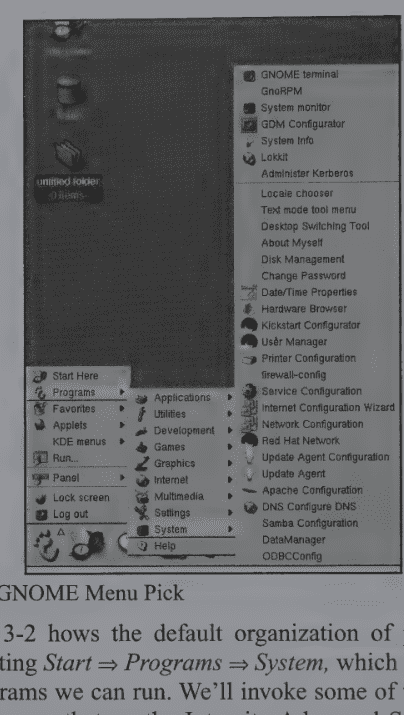 untitled folder
0 items
GNOME terminal
GnoRPM
System monitor
GDM Configurator
System Info
Lokkit
Administer Kerberos
Locale chooser
Text mode tool menu
Desktop Switching Tool
About Myself
Disk Management
Change Password
Date/Time Properties
Hardware Browser
Kickstart Configurator
User Manager
Printer Configuration
firewall-config
Service Configuration
Internet Configuration Wizard
Network Configuration
Red Hat Network
Update Agent Configuration
Update Agent
Apache Configuration
DNS Configure DNS
Samba Configuration
DataManager
ODBCConfig
Start Here
Programs
Favorites
Applets
KDE menus
Run...
Panel
Lock screen
Log out
Applications
Utilities
Development
Games
Graphics
Internet
Multimedia
Settings
System
Help
GNOME Menu Pick
3-2 hows the default organization of
ting Start ⇒ Programs ⇒ System, which
rams we can run. We'll invoke some of